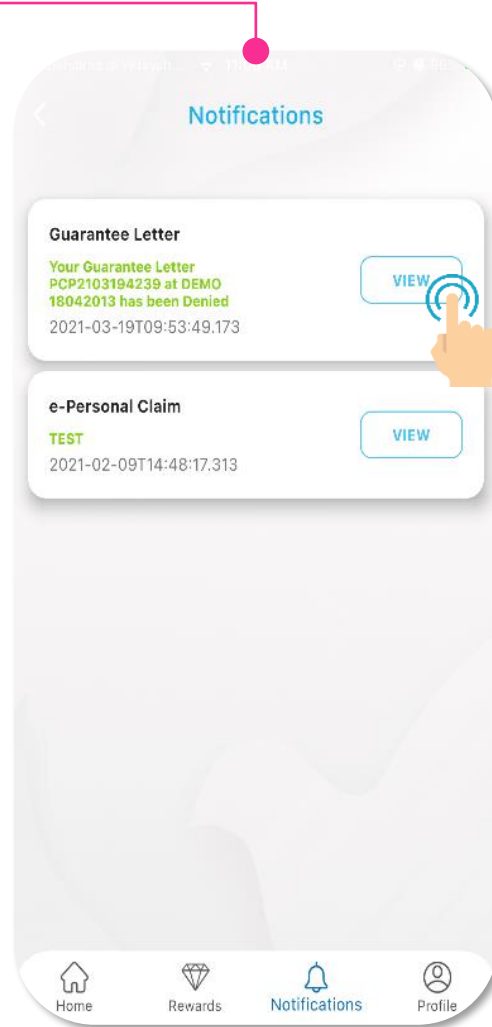 Notifications
Guarantee Letter
Your Guarantee Letter
PCP2103194239 at DEMO
18042013 has been Denied
VIEW
2021-03-19T09:53:49.173
e-Personal Claim
TEST
VIEW
2021-02-09T14:48:17.313
Home
Rewards
Notifications
Profile